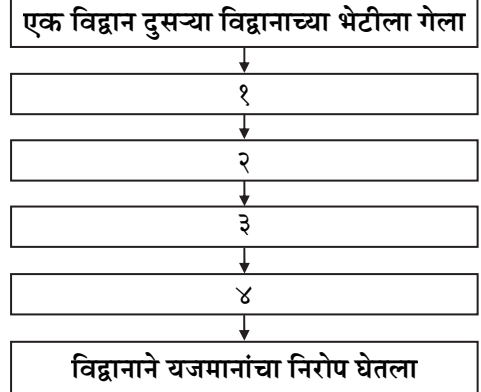 एक विद्वान दुसऱ्या विद्वानाच्या भेटीला गेला
१
२
३
४
विद्वानाने यजमानांचा निरोप घेतला